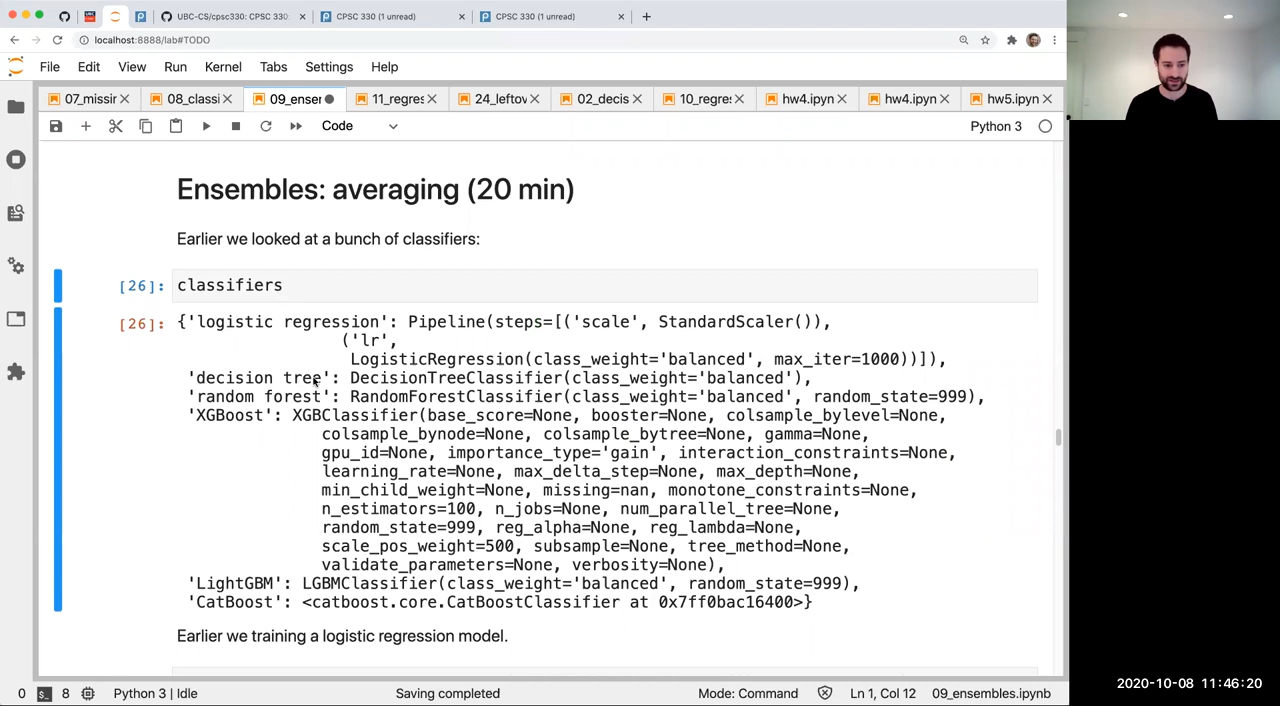 UBC-CS/cpsc330: CPSC 330:
CPSC 330 (1 unread)
CPSC 330 (1 unread)
localhost:8888/lab#TODO
File Edit View Run Kernel Tabs Settings Help
07_missir
08_classi
09_ensen
11_regres
24_leftov
02_decis
10_regres
hw4.ipyn
hw4.ipyn
hw5.ipyn
Code
Python 3
Ensembles: averaging (20 min)
Earlier we looked at a bunch of classifiers:
[26]: classifiers
[26]: {'logistic regression': Pipeline(steps=[('scale', StandardScaler()),
('lr',
LogisticRegression(class_weight='balanced', max_iter=1000))]),
'decision tree': DecisionTreeClassifier(class_weight='balanced'),
'random forest': RandomForestClassifier(class_weight='balanced', random_state=999),
'XGBoost': XGBClassifier(base_score=None, booster=None, colsample_bylevel=None,
colsample_bynode=None, colsample_bytree=None, gamma=None,
gpu_id=None, importance_type='gain', interaction_constraints=None,
learning_rate=None, max_delta_step=None, max_depth=None,
min_child_weight=None, missing=nan, monotone_constraints=None,
n_estimators=100, n_jobs=None, num_parallel_tree=None,
random_state=999, reg_alpha=None, reg_lambda=None,
scale_pos_weight=500, subsample=None, tree_method=None,
validate_parameters=None, verbosity=None),
'LightGBM': LGBMClassifier(class_weight='balanced', random_state=999),
'CatBoost': <catboost.core.CatBoostClassifier at 0x7ff0bac16400>}
Earlier we training a logistic regression model.
0 8 Python 3 | Idle Saving completed Mode: Command Ln 1, Col 12 09_ensembles.ipynb
2020-10-08 11:46:20